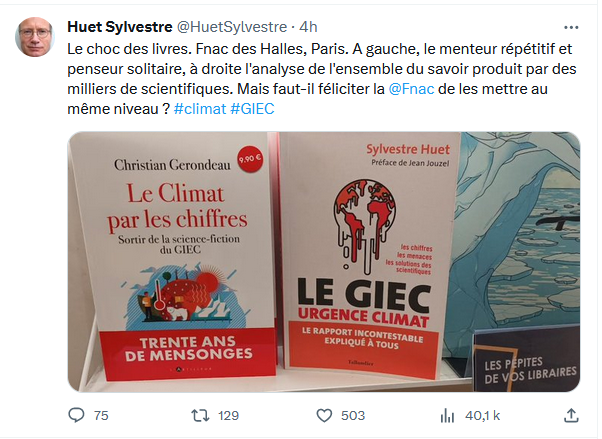 Huet Sylvestre @HuetSylvestre · 4h
Le choc des livres. Fnac des Halles, Paris. A gauche, le menteur répétitif et
penseur solitaire, à droite l'analyse de l'ensemble du savoir produit par des
milliers de scientifiques. Mais faut-il féliciter la @Fnac de les mettre au
même niveau ? #climat #GIEC
Christian Gerondeau
9,90 €
Le Climat
par les chiffres
Sortir de la science-fiction
du GIEC
TRENTE ANS
DE MENSONGES
L'ARTILLEUR
Sylvestre Huet
Préface de Jean Jouzel
les chiffres
les menaces
les solutions des
scientifiques
LE GIEC
URGENCE CLIMAT
LE RAPPORT INCONTESTABLE
EXPLIQUÉ À TOUS
Tallandier
LES PÉPITES
DE VOS LIBRAIRES
75
129
503
40,1 k